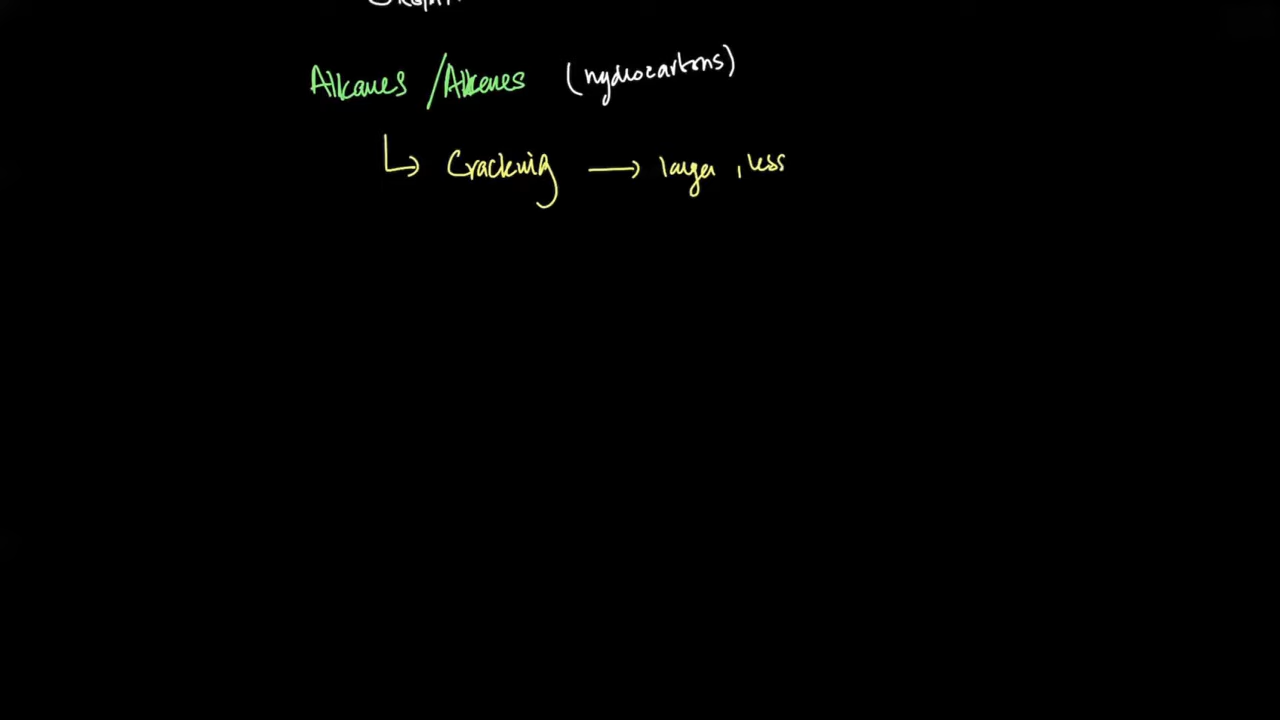 Alkanes / Alkenes (hydrocarbons)
↳ Cracking → larger, less